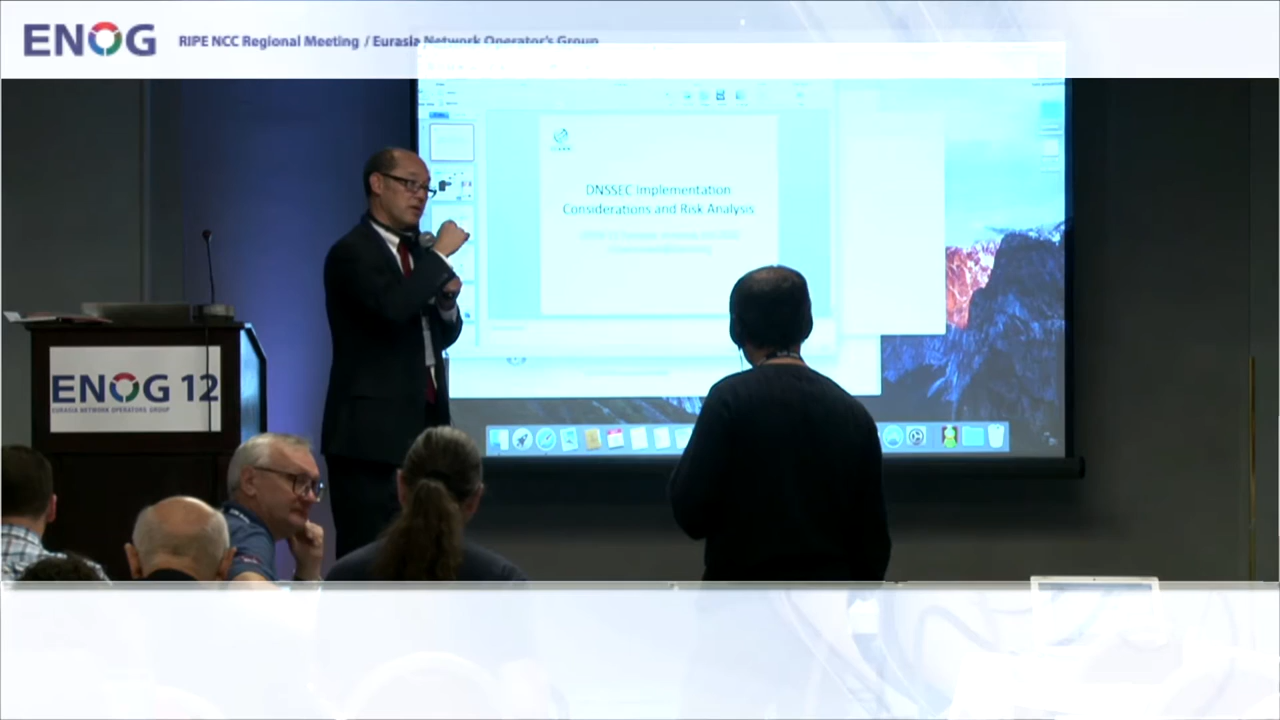 ENOG
RIPE NCC Regional Meeting / Eurasia Network Operator's Group
DNSSEC Implementation
Considerations and Risk Analysis
ENOG 12
EURASIA NETWORK OPERATORS GROUP